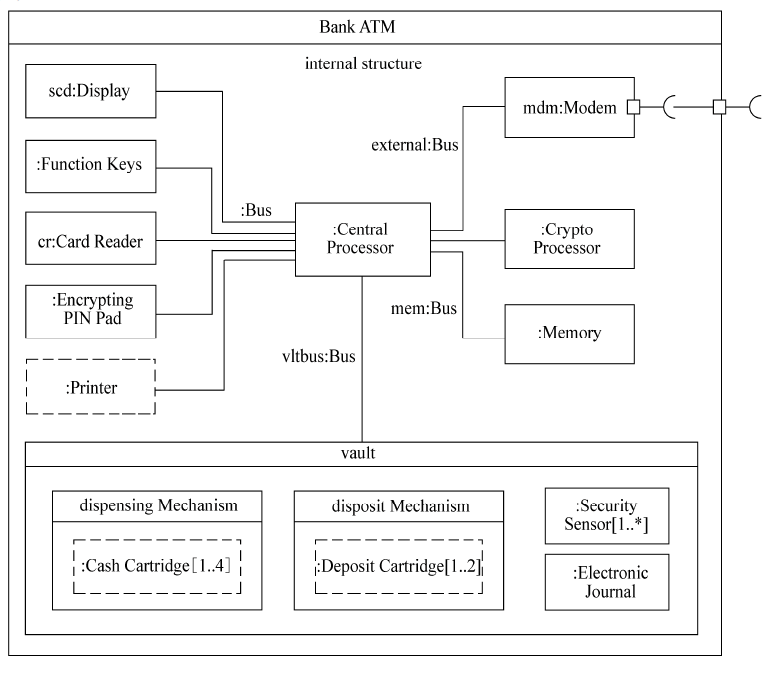 Bank ATM
internal structure
scd:Display
mdm:Modem
external:Bus
:Function Keys
:Bus
:Central
Processor
cr:Card Reader
:Crypto
Processor
:Encrypting
PIN Pad
mem:Bus
:Memory
vltbus:Bus
:Printer
vault
dispensing Mechanism
:Cash Cartridge[1..4]
disposit Mechanism
:Deposit Cartridge[1..2]
:Security
Sensor[1..*]
:Electronic
Journal